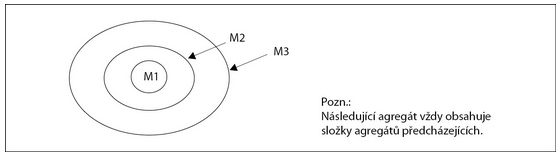 M2
M3
M1
Pozn.:
Následující agregát vždy obsahuje
složky agregátů předcházejících.